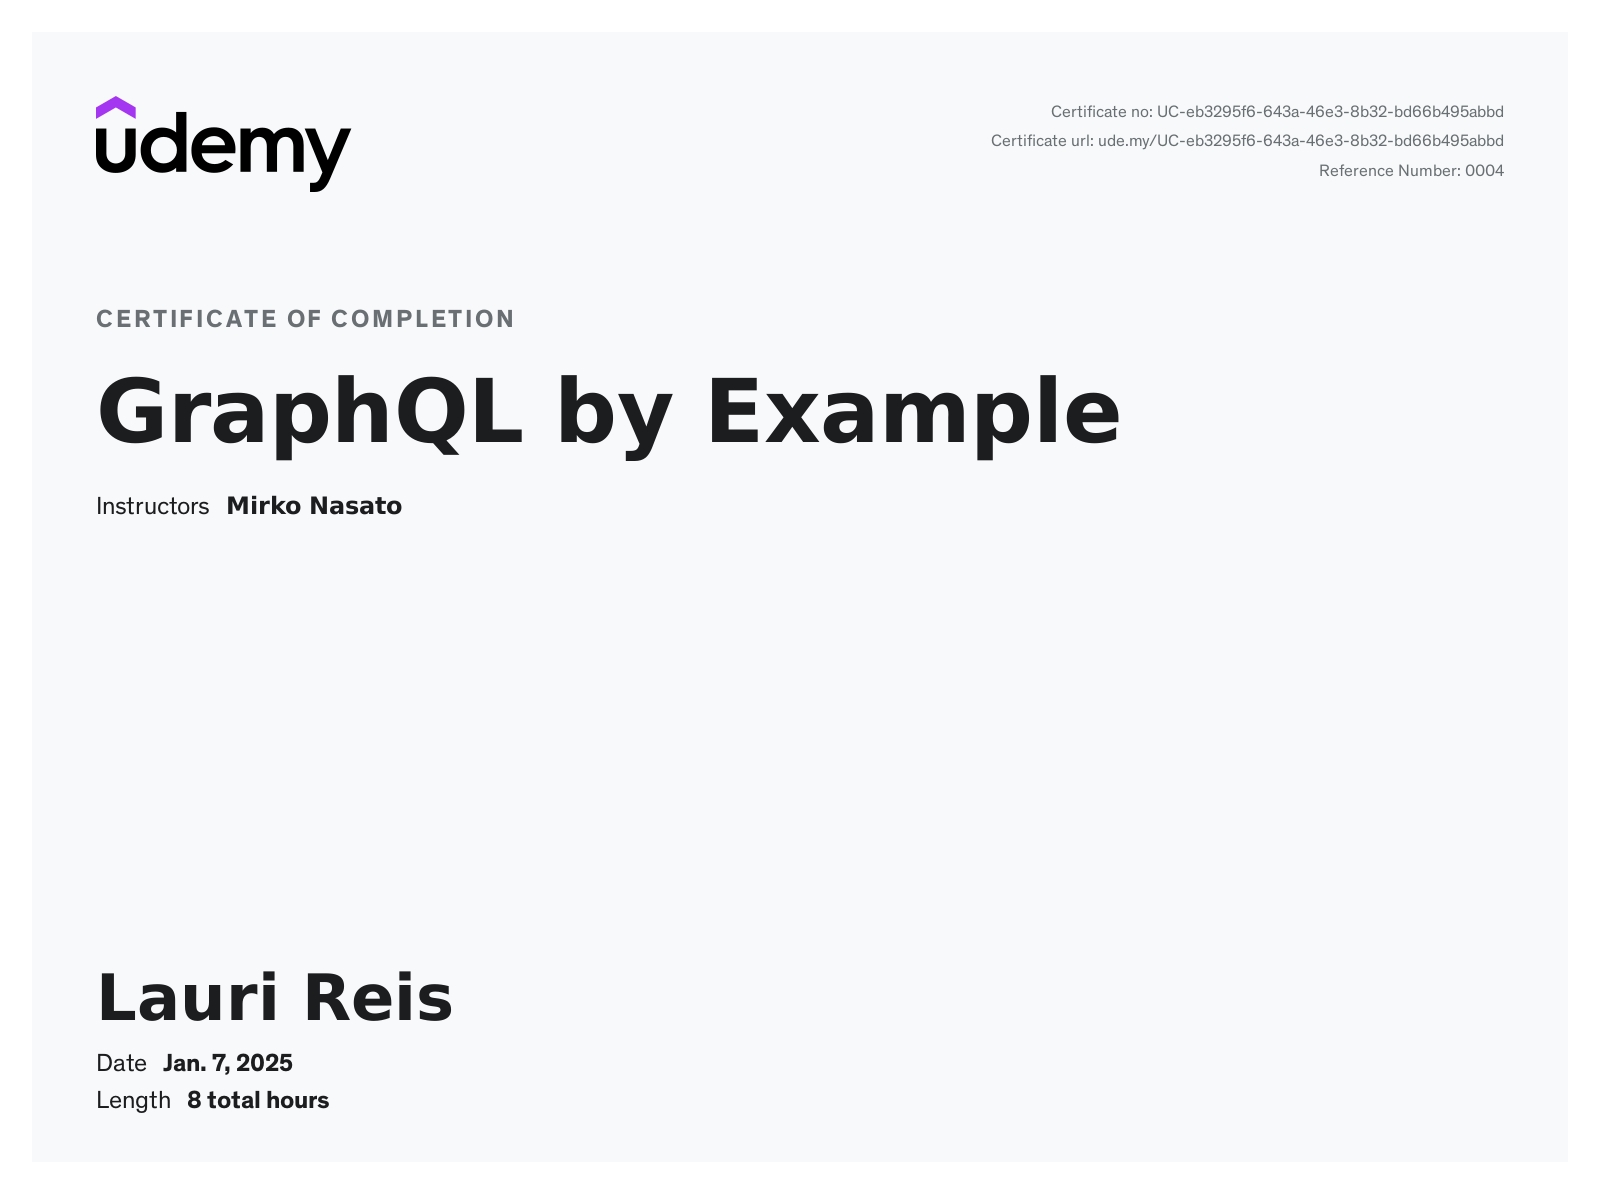 udemy
Certificate no: UC-eb3295f6-643a-46e3-8b32-bd66b495abbd
Certificate url: ude.my/UC-eb3295f6-643a-46e3-8b32-bd66b495abbd
Reference Number: 0004
CERTIFICATE OF COMPLETION
GraphQL by Example
Instructors Mirko Nasato
Lauri Reis
Date Jan. 7, 2025
Length 8 total hours